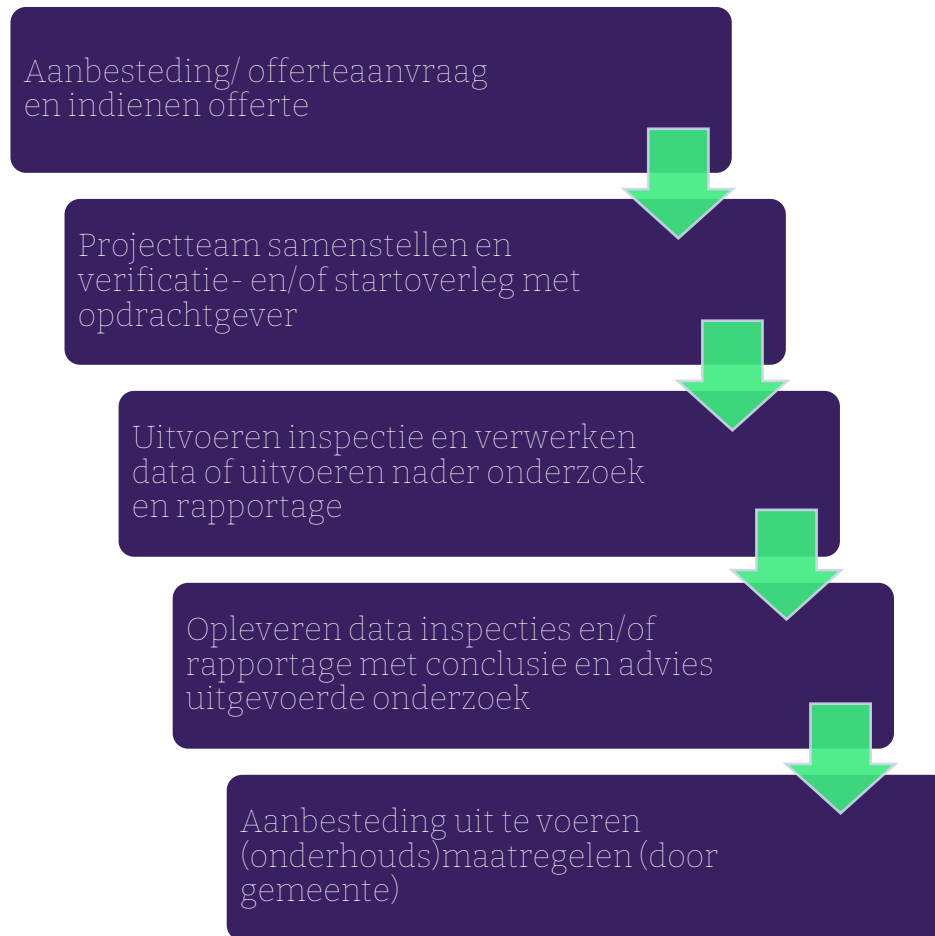 Aanbesteding/ offerteaanvraag
en indienen offerte
Projectteam samenstellen en
verificatie- en/of startoverleg met
opdrachtgever
Uitvoeren inspectie en verwerken
data of uitvoeren nader onderzoek
en rapportage
Opleveren data inspecties en/of
rapportage met conclusie en advies
uitgevoerde onderzoek
Aanbesteding uit te voeren
(onderhouds)maatregelen (door
gemeente)